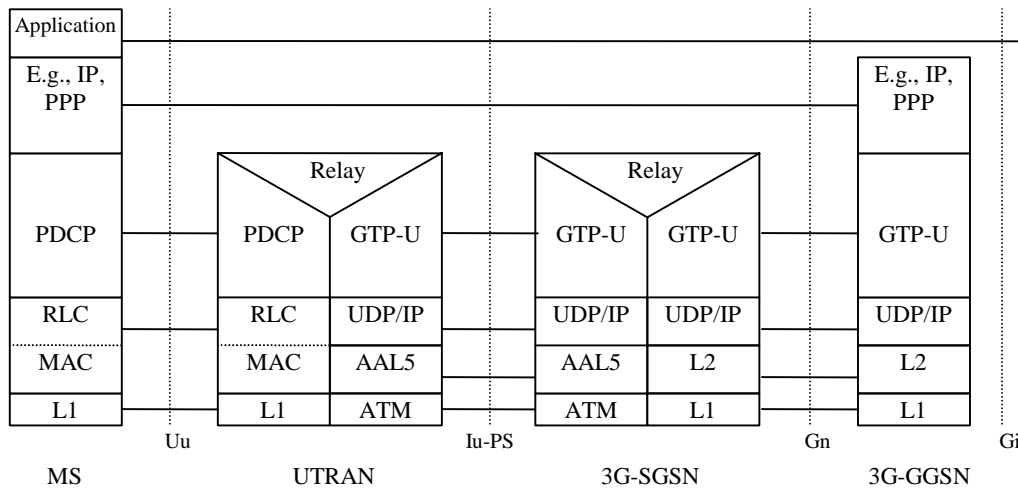 Application
E.g., IP,
PPP
E.g., IP,
PPP
Relay
Relay
PDCP
PDCP
GTP-U
GTP-U
GTP-U
GTP-U
RLC
RLC
UDP/IP
UDP/IP
UDP/IP
UDP/IP
MAC
MAC
AAL5
AAL5
L2
L2
L1
L1
ATM
ATM
L1
L1
Uu
Iu-PS
Gn
Gi
MS
UTRAN
3G-SGSN
3G-GGSN